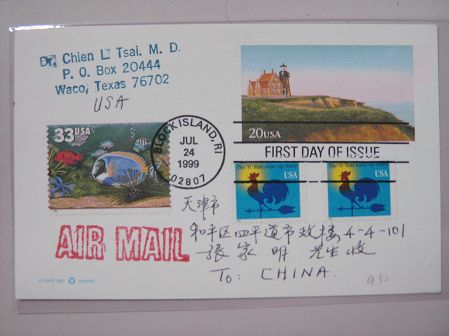 Dr. Chien L. Tsai. M. D.
P. O. Box 20444
Waco, Texas 76702
USA
33USA
BLOCK ISLAND, RI
JUL
24
1999
02807
20USA
FIRST DAY OF ISSUE
USA
USA
AIR MAIL
天津市
和平区四平道市政楼4-4-101
张家明 先生收
To: CHINA